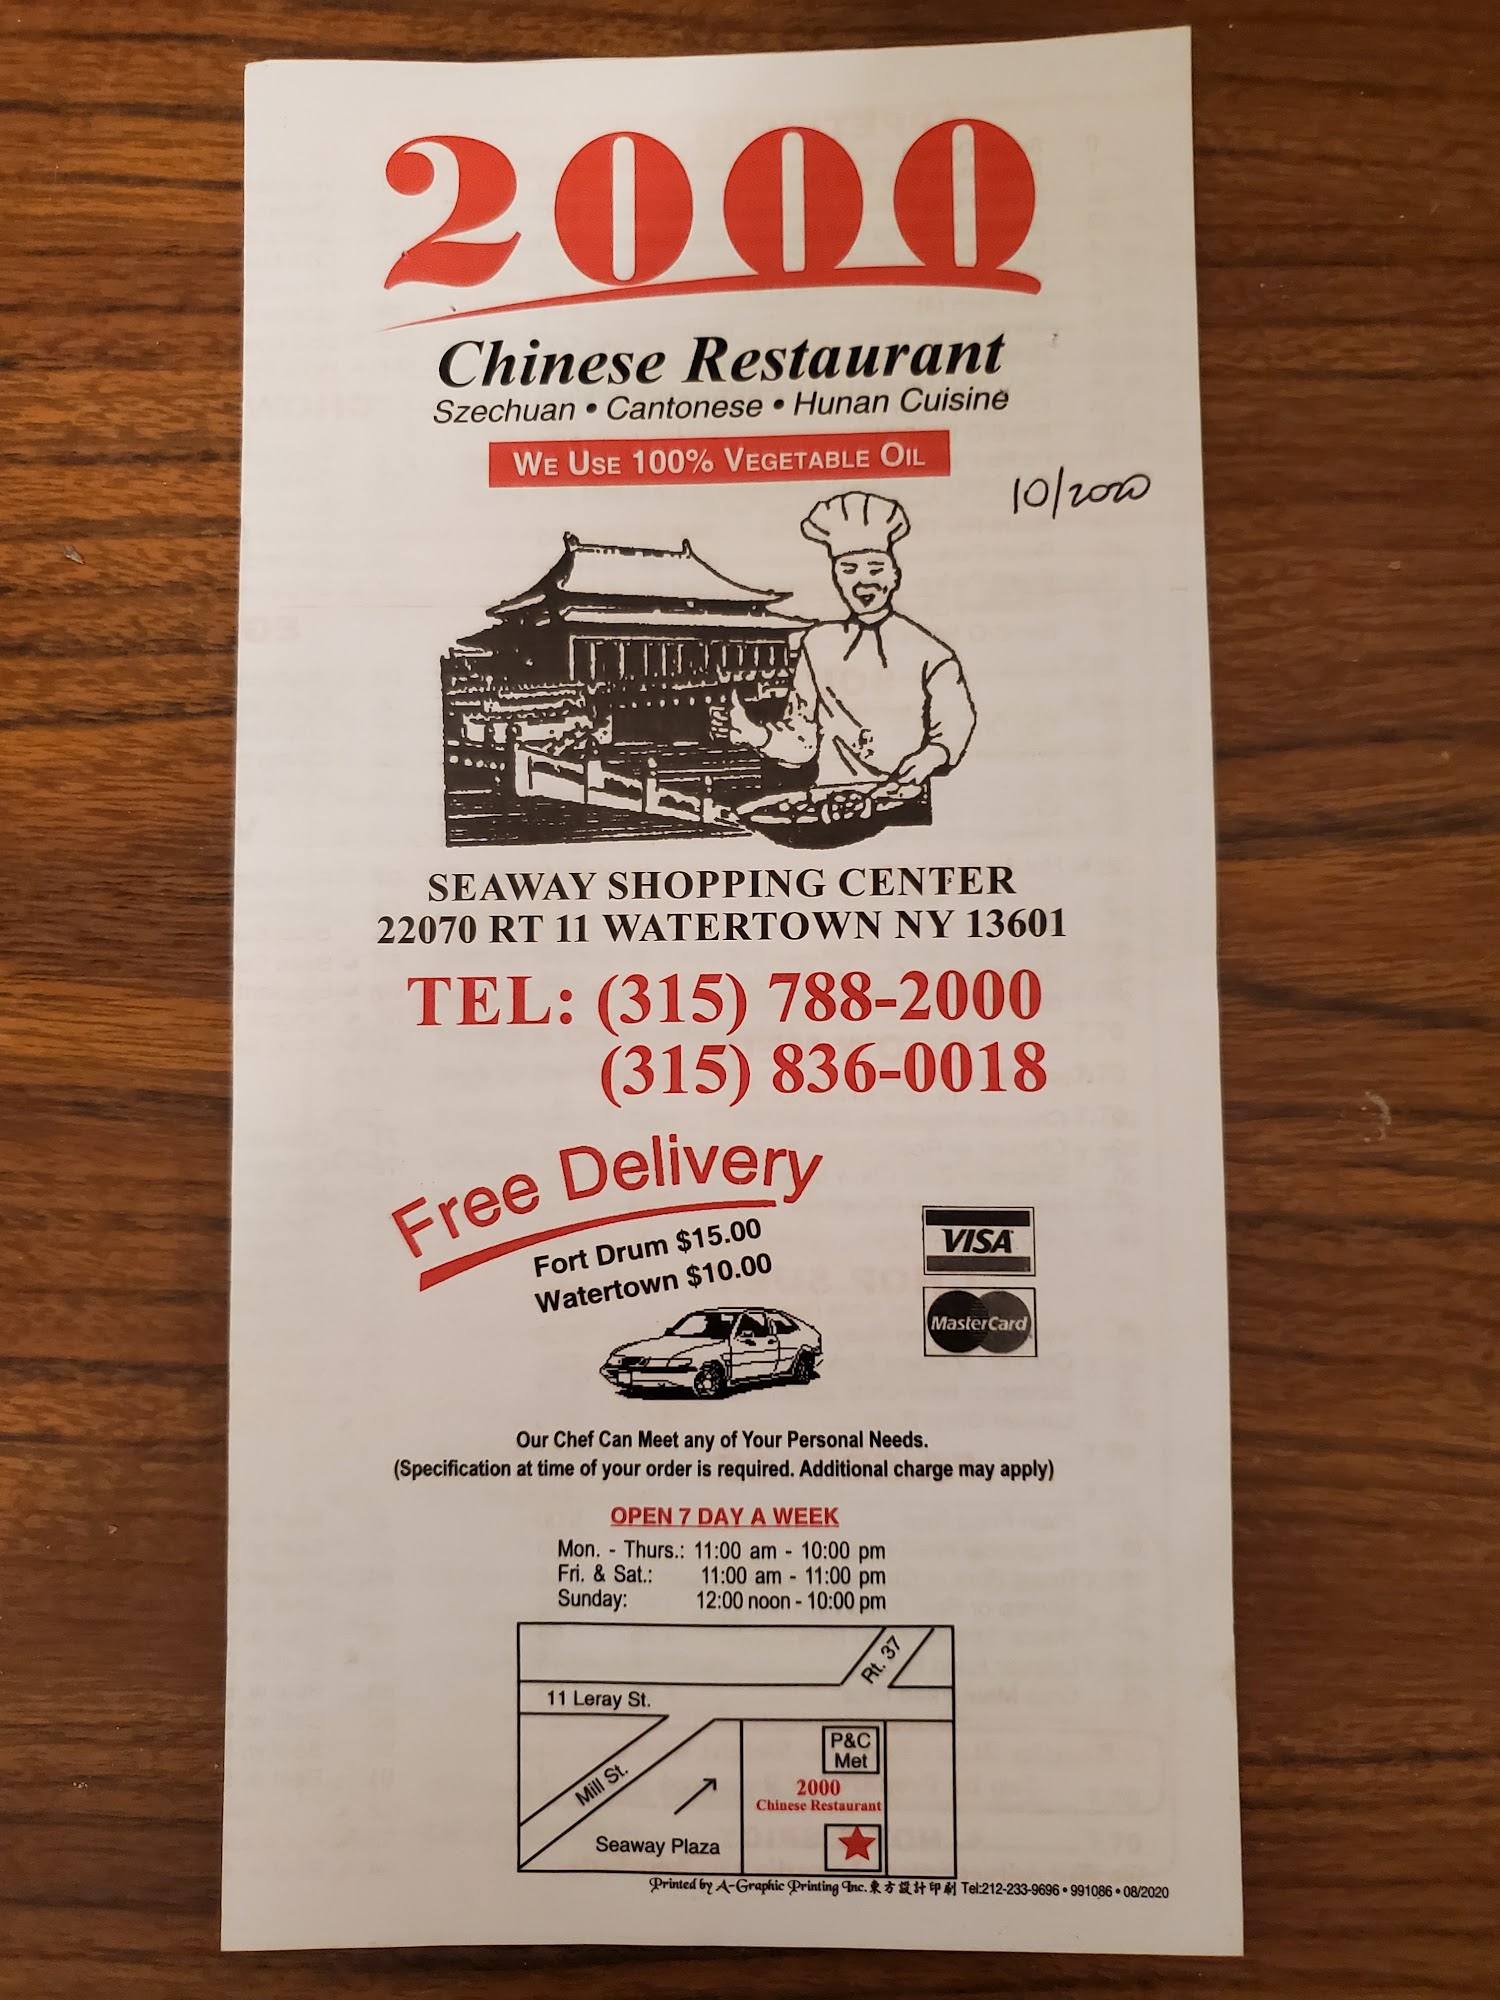 2000
Chinese Restaurant
Szechuan • Cantonese • Hunan Cuisine
WE USE 100% VEGETABLE OIL
10/2020
SEAWAY SHOPPING CENTER
22070 RT 11 WATERTOWN NY 13601
TEL: (315) 788-2000
(315) 836-0018
Free Delivery
Fort Drum $15.00
Watertown $10.00
VISA
MasterCard
Our Chef Can Meet any of Your Personal Needs.
(Specification at time of your order is required. Additional charge may apply)
OPEN 7 DAY A WEEK
Mon. - Thurs.: 11:00 am - 10:00 pm
Fri. & Sat.: 11:00 am - 11:00 pm
Sunday: 12:00 noon - 10:00 pm
Rt. 37
11 Leray St.
P&C
Met
Mill St.
2000
Chinese Restaurant
Seaway Plaza
Printed by A-Graphic Printing Inc. 東方設計印刷 Tel:212-233-9696 • 991086 • 08/2020